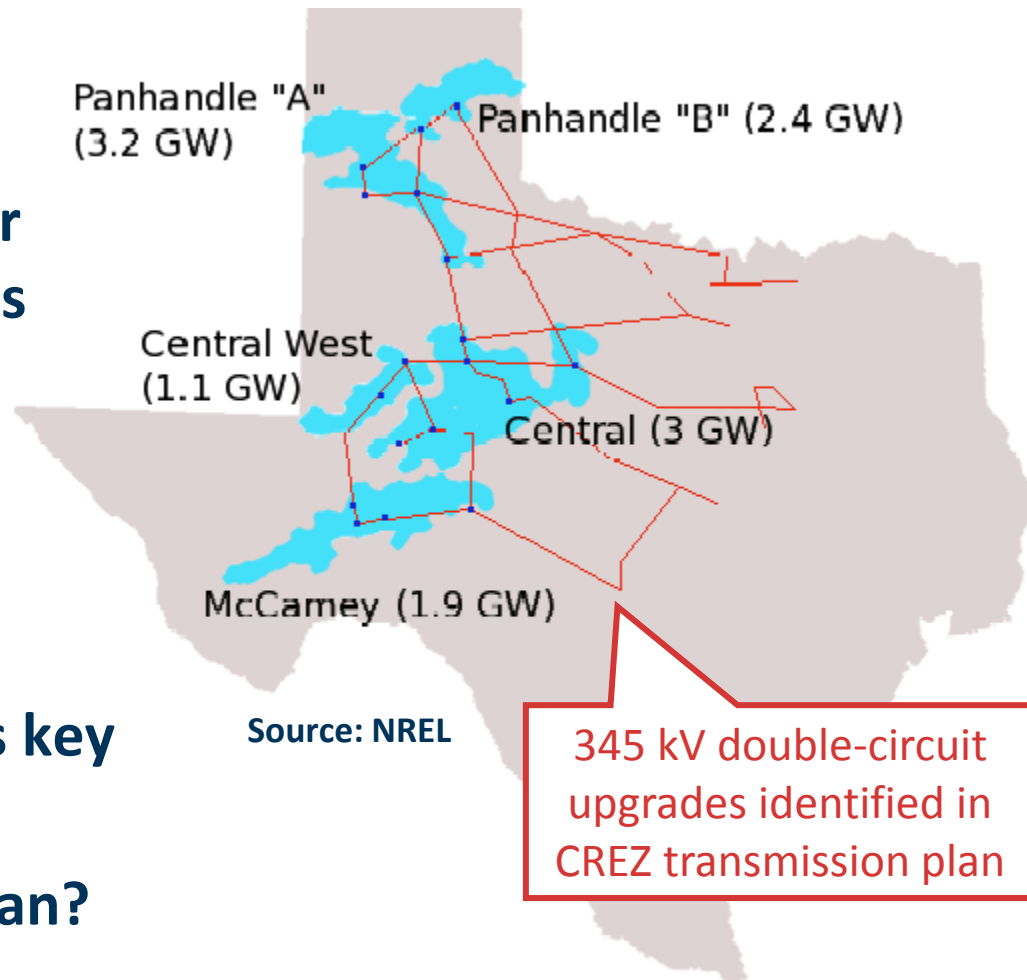 Panhandle "A"
(3.2 GW)
Panhandle "B" (2.4 GW)
r
s
Central West
(1.1 GW)
Central (3 GW)
McCamey (1.9 GW)
s key
Source: NREL
345 kV double-circuit
upgrades identified in
CREZ transmission plan
an?